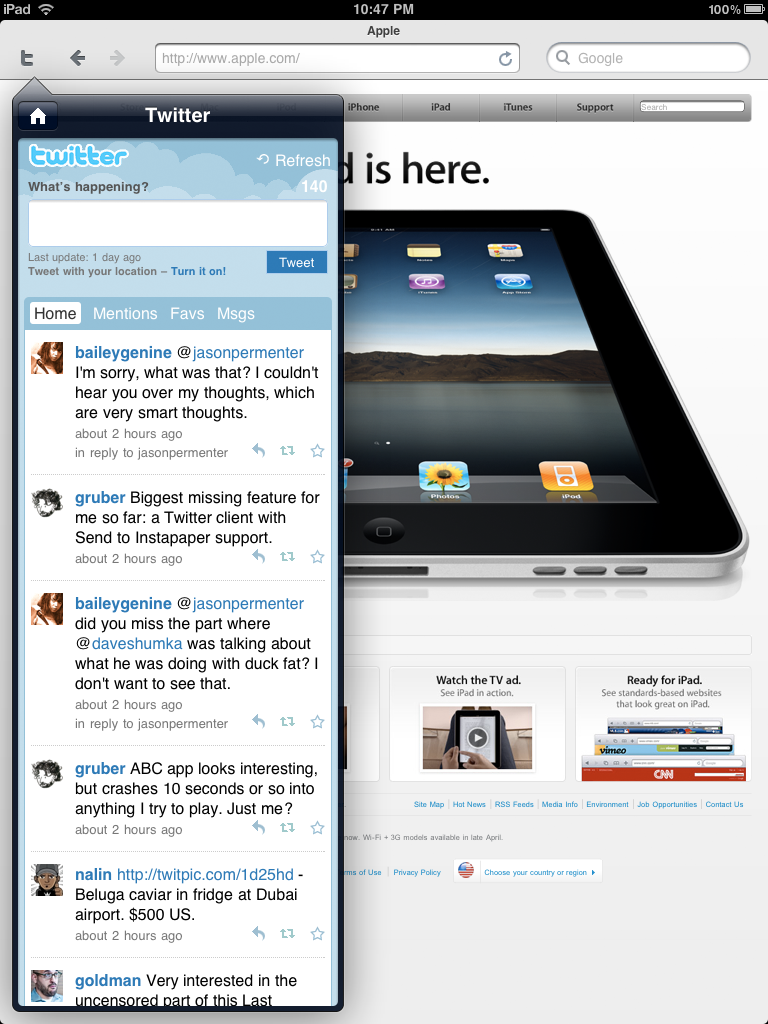 iPad
10:47 PM
100%
Apple
http://www.apple.com/
Google
Twitter
iPhone
iPad
iTunes
Support
Search
twitter
Refresh
What's happening?
140
Last update: 1 day ago
Tweet with your location – Turn it on!
Tweet
Home Mentions Favs Msgs
baileygenine @jasonpermenter
I'm sorry, what was that? I couldn't
hear you over my thoughts, which
are very smart thoughts.
about 2 hours ago
in reply to jasonpermenter
gruber Biggest missing feature for
me so far: a Twitter client with
Send to Instapaper support.
about 2 hours ago
baileygenine @jasonpermenter
did you miss the part where
@daveshumka was talking about
what he was doing with duck fat? I
don't want to see that.
about 2 hours ago
in reply to jasonpermenter
gruber ABC app looks interesting,
but crashes 10 seconds or so into
anything I try to play. Just me?
about 2 hours ago
nalin http://twitpic.com/1d25hd -
Beluga caviar in fridge at Dubai
airport. $500 US.
about 2 hours ago
goldman Very interested in the
uncensored part of this Last
d is here.
9:41 AM
Notes
Maps
iTunes
App Store
Photos
iPod
Watch the TV ad.
See iPad in action.
Ready for iPad.
See standards-based websites
that look great on iPad.
vimeo
CNN
Site Map Hot News RSS Feeds Media Info Environment Job Opportunities Contact Us
now. Wi-Fi + 3G models available in late April.
ms of Use Privacy Policy Choose your country or region